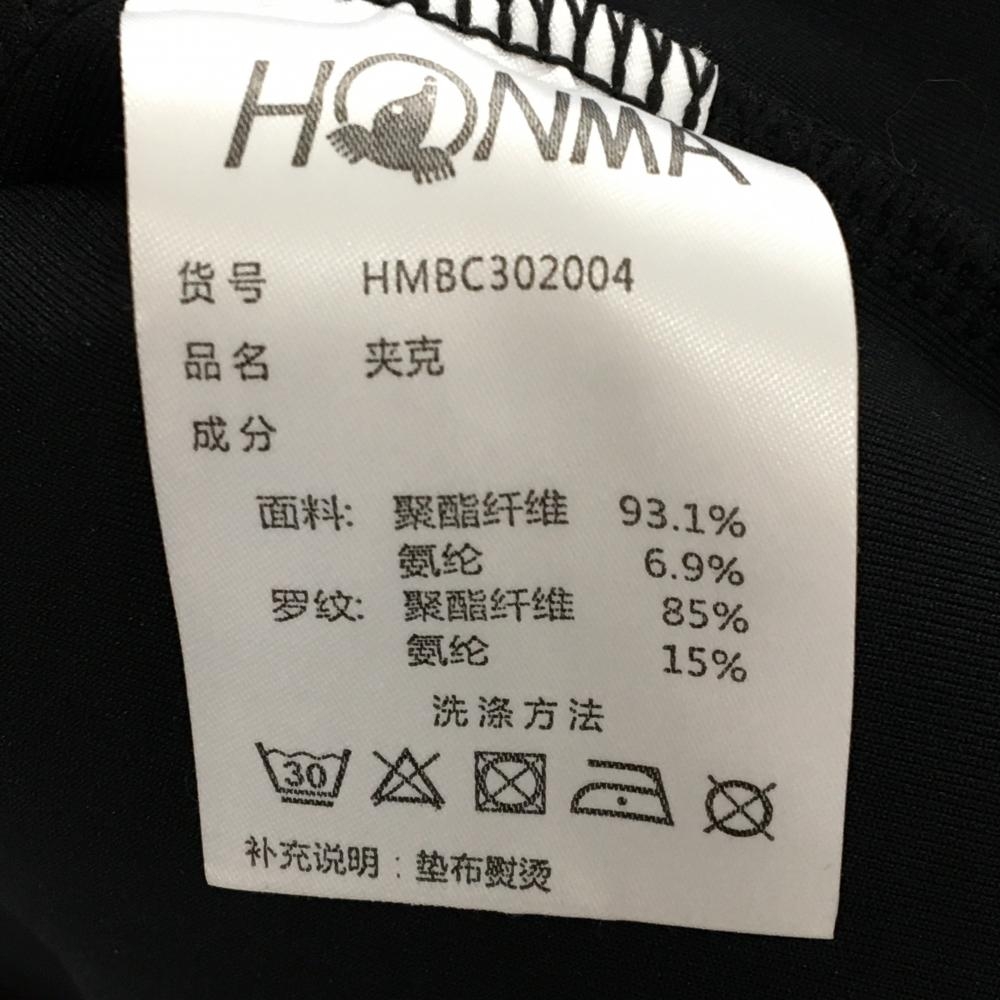 HONMA
货号 HMBC302004
品名 夹克
成分
面料: 聚酯纤维 93.1%
氨纶 6.9%
罗纹: 聚酯纤维 85%
氨纶 15%
洗涤方法
30
补充说明：垫布熨烫